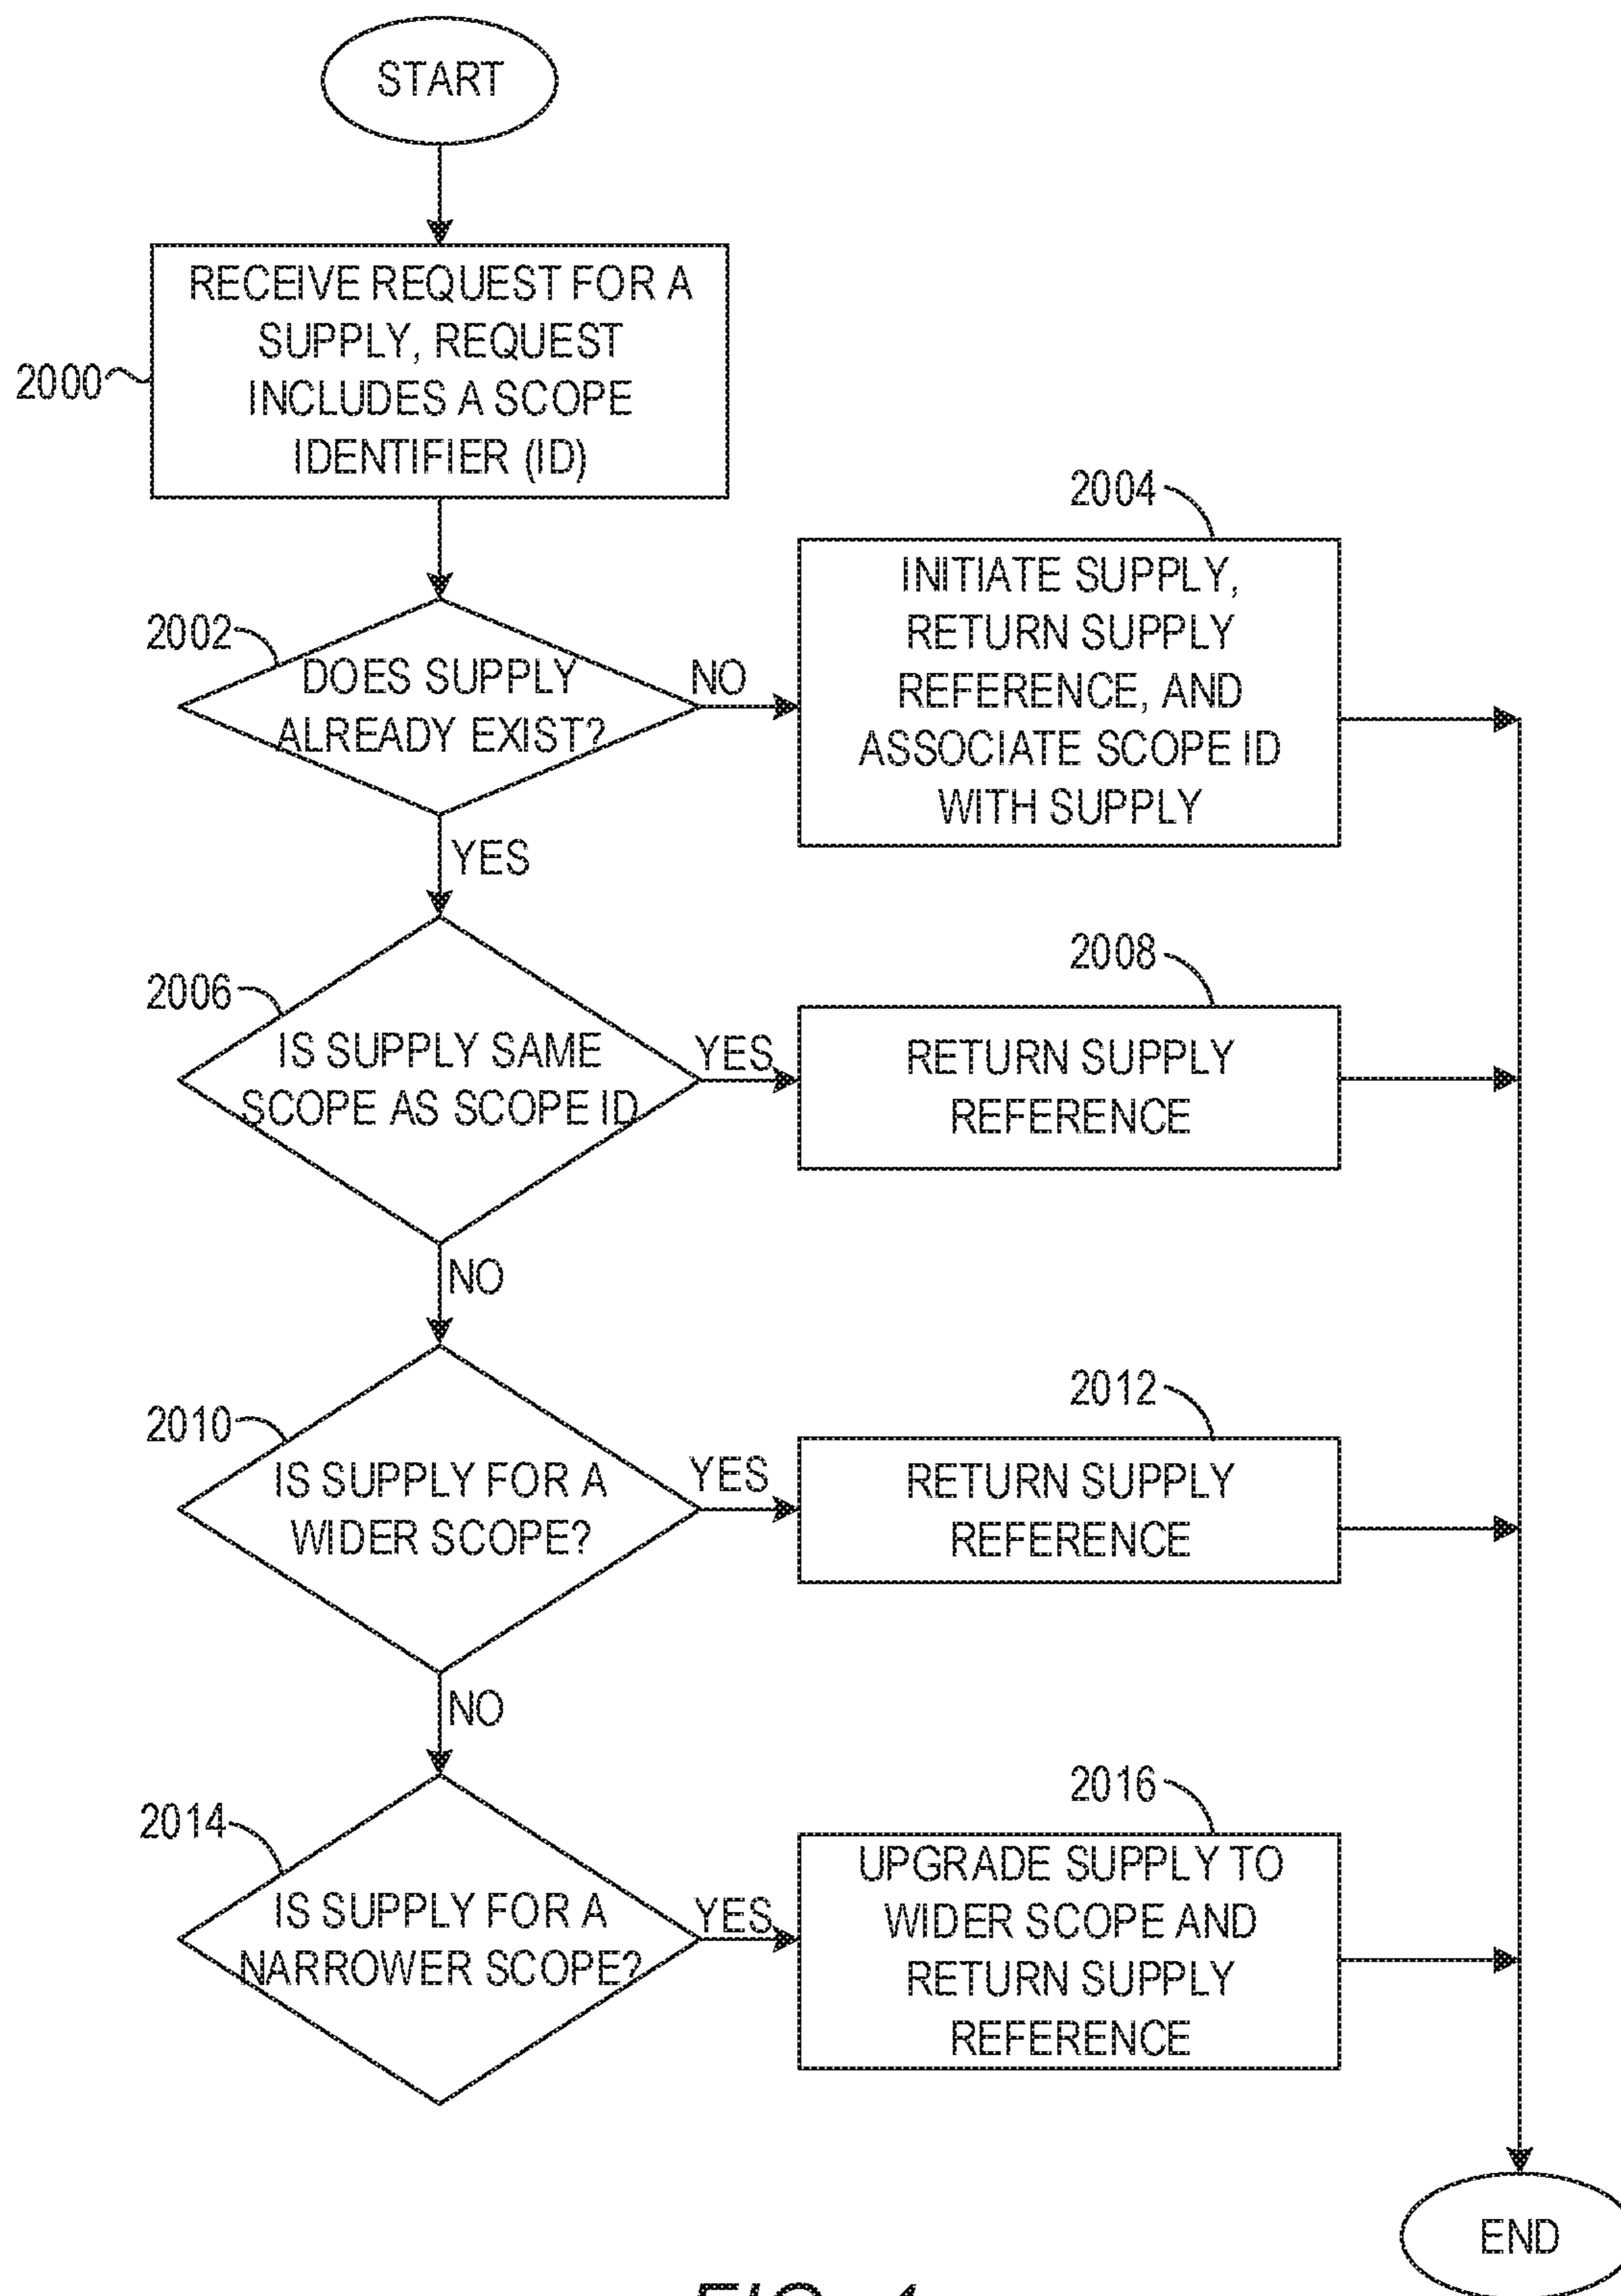 START
RECEIVE REQUEST FOR A
SUPPLY, REQUEST
INCLUDES A SCOPE
IDENTIFIER (ID)
2000
2004
INITIATE SUPPLY,
RETURN SUPPLY
REFERENCE, AND
ASSOCIATE SCOPE ID
WITH SUPPLY
2002
DOES SUPPLY
ALREADY EXIST?
NO
YES
2006
IS SUPPLY SAME
SCOPE AS SCOPE ID
YES
2008
RETURN SUPPLY
REFERENCE
NO
2010
IS SUPPLY FOR A
WIDER SCOPE?
YES
2012
RETURN SUPPLY
REFERENCE
NO
2014
IS SUPPLY FOR A
NARROWER SCOPE?
YES
2016
UPGRADE SUPPLY TO
WIDER SCOPE AND
RETURN SUPPLY
REFERENCE
END